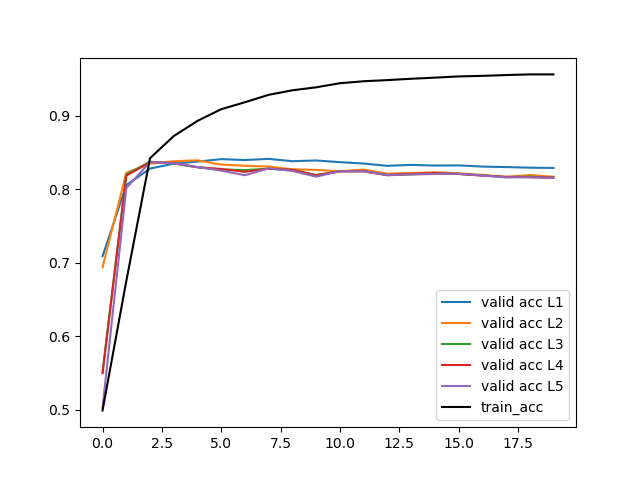 0.9
0.8
0.7
0.6
0.5
0.0
2.5
5.0
7.5
10.0
12.5
15.0
17.5
valid acc L1
valid acc L2
valid acc L3
valid acc L4
valid acc L5
train_acc